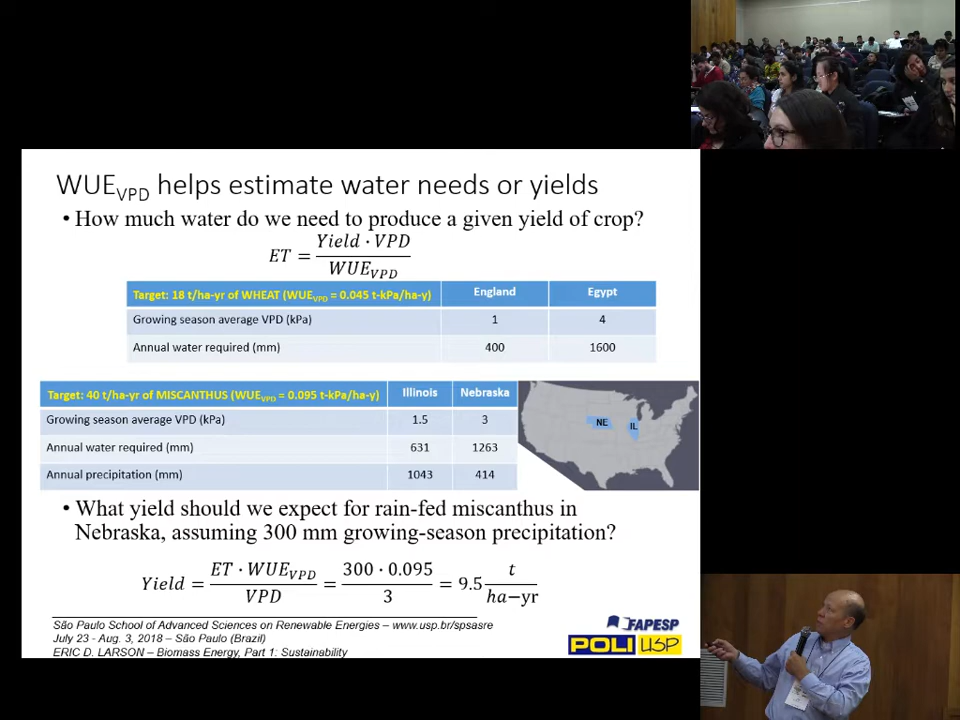 WUE_VPD helps estimate water needs or yields
• How much water do we need to produce a given yield of crop?
ET = Yield · VPD / WUE_VPD
Target: 18 t/ha-yr of WHEAT (WUE_VPD = 0.045 t-kPa/ha-y) England Egypt
Growing season average VPD (kPa) 1 4
Annual water required (mm) 400 1600
Target: 40 t/ha-yr of MISCANTHUS (WUE_VPD = 0.095 t-kPa/ha-y) Illinois Nebraska
Growing season average VPD (kPa) 1.5 3
Annual water required (mm) 631 1263
Annual precipitation (mm) 1043 414
NE IL
• What yield should we expect for rain-fed miscanthus in
Nebraska, assuming 300 mm growing-season precipitation?
Yield = ET · WUE_VPD / VPD = 300 · 0.095 / 3 = 9.5 t / ha−yr
São Paulo School of Advanced Sciences on Renewable Energies – www.usp.br/spsasre
July 23 - Aug. 3, 2018 – São Paulo (Brazil)
ERIC D. LARSON – Biomass Energy, Part 1: Sustainability
FAPESP
POLI USP